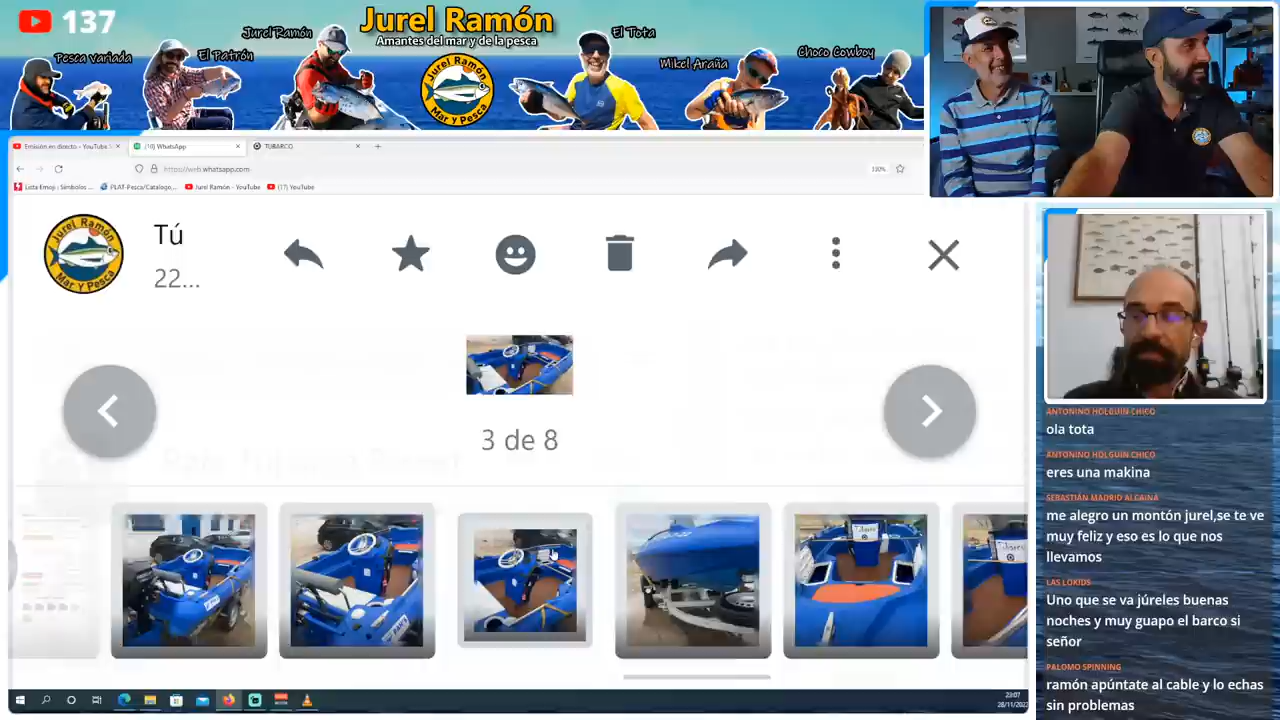 137
Jurel Ramón
Amantes del mar y de la pesca
Pesca variada
El Patrón
Jurel Ramón
El Tota
Mikel Araña
Choco Cowboy
Jurel Ramón
Mar Y Pesca
Emisión en directo - YouTube
(10) WhatsApp
TUBARCO
https://web.whatsapp.com
110%
Lista Emoji : Símbolos ...
PLAT-Pesca/Catalogo...
Jurel Ramón - YouTube
(17) YouTube
Jurel Ramón
Mar Y Pesca
Tú
22...
3 de 8
ANTONINO HOLGUIN CHICO
ola tota
ANTONINO HOLGUIN CHICO
eres una makina
SEBASTIÁN MADRID ALCAINA
me alegro un montón jurel,se te ve
muy feliz y eso es lo que nos
llevamos
LAS LOKIDS
Uno que se va júreles buenas
noches y muy guapo el barco si
señor
PALOMO SPINNING
ramón apúntate al cable y lo echas
sin problemas
23:07